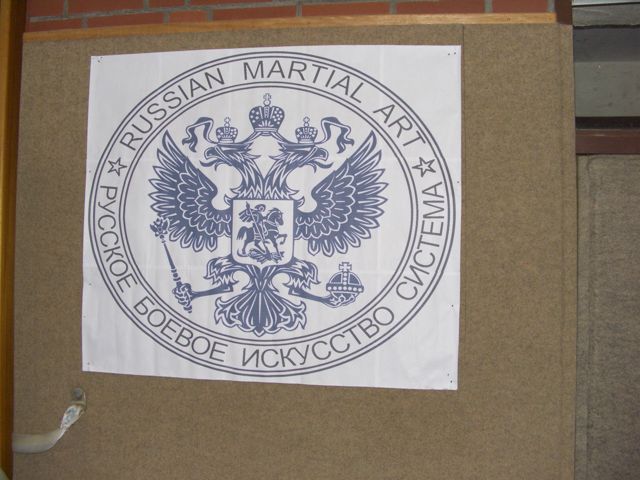 RUSSIAN MARTIAL ART
РУССКОЕ БОЕВОЕ ИСКУССТВО СИСТЕМА